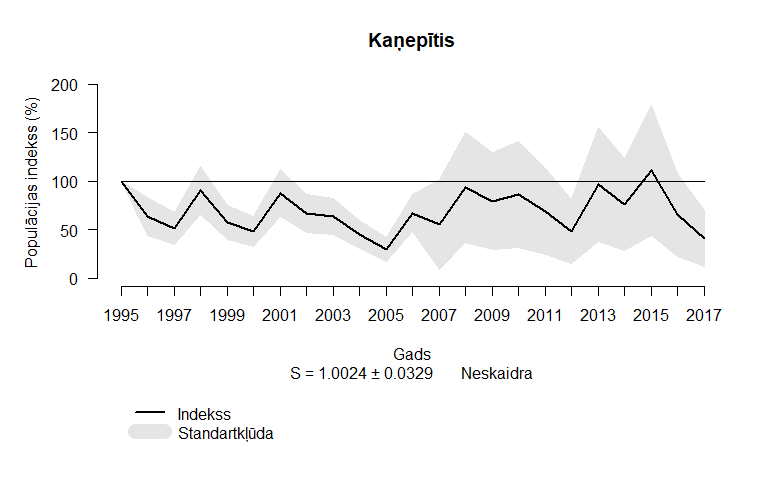 Kaņepītis
Populācijas indekss (%)
200
150
100
50
0
1995 1997 1999 2001 2003 2005 2007 2009 2011 2013 2015 2017
Gads
S = 1.0024 ± 0.0329 Neskaidra
Indekss
Standartkļūda